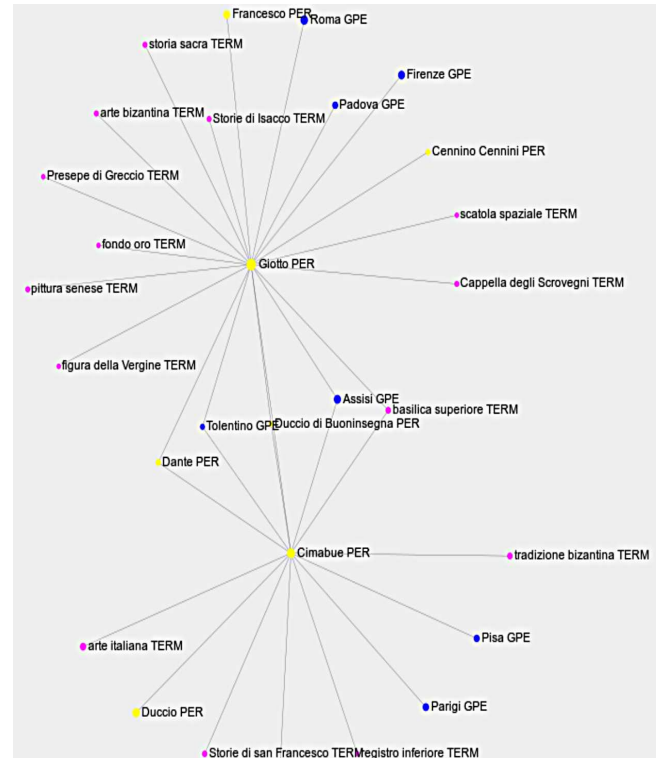 Francesco PER
Roma GPE
storia sacra TERM
Firenze GPE
Padova GPE
arte bizantina TERM
Storie di Isacco TERM
Cennino Cennini PER
Presepe di Greccio TERM
scatola spaziale TERM
fondo oro TERM
Giotto PER
Cappella degli Scrovegni TERM
pittura senese TERM
figura della Vergine TERM
Assisi GPE
basilica superiore TERM
Tolentino GPE
Duccio di Buoninsegna PER
Dante PER
Cimabue PER
tradizione bizantina TERM
Pisa GPE
arte italiana TERM
Parigi GPE
Duccio PER
Storie di san Francesco TERM
registro inferiore TERM